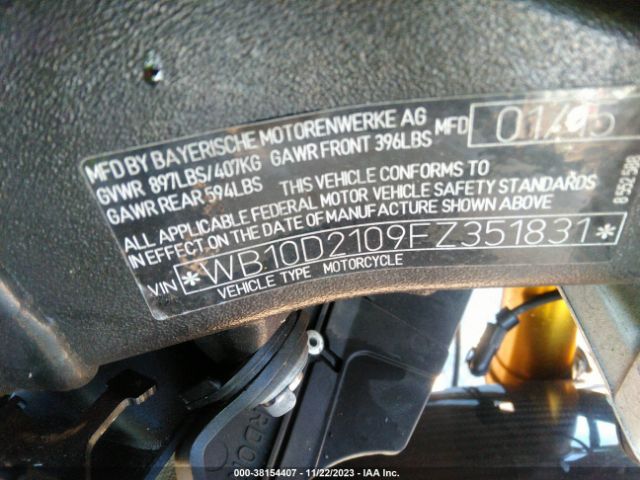 MFD BY BAYERISCHE MOTORENWERKE AG MFD 01/15
GVWR 897LBS/407KG GAWR FRONT 396LBS
GAWR REAR 594LBS THIS VEHICLE CONFORMS TO
ALL APPLICABLE FEDERAL MOTOR VEHICLE SAFETY STANDARDS
IN EFFECT ON THE DATE OF MANUFACTURE SHOWN ABOVE
VIN *WB10D2109FZ351831*
VEHICLE TYPE MOTORCYCLE
000-38154407 - 11/22/2023 - IAA Inc.